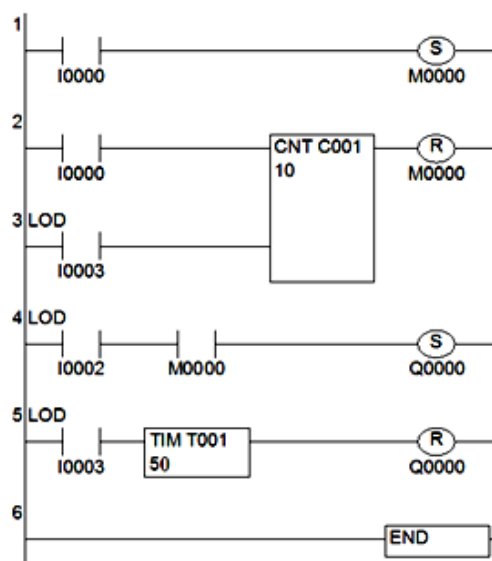 1
S
I0000
M0000
2
CNT C001
R
10
I0000
M0000
3 LOD
I0003
4 LOD
S
I0002
M0000
Q0000
5 LOD
TIM T001
R
50
I0003
Q0000
6
END